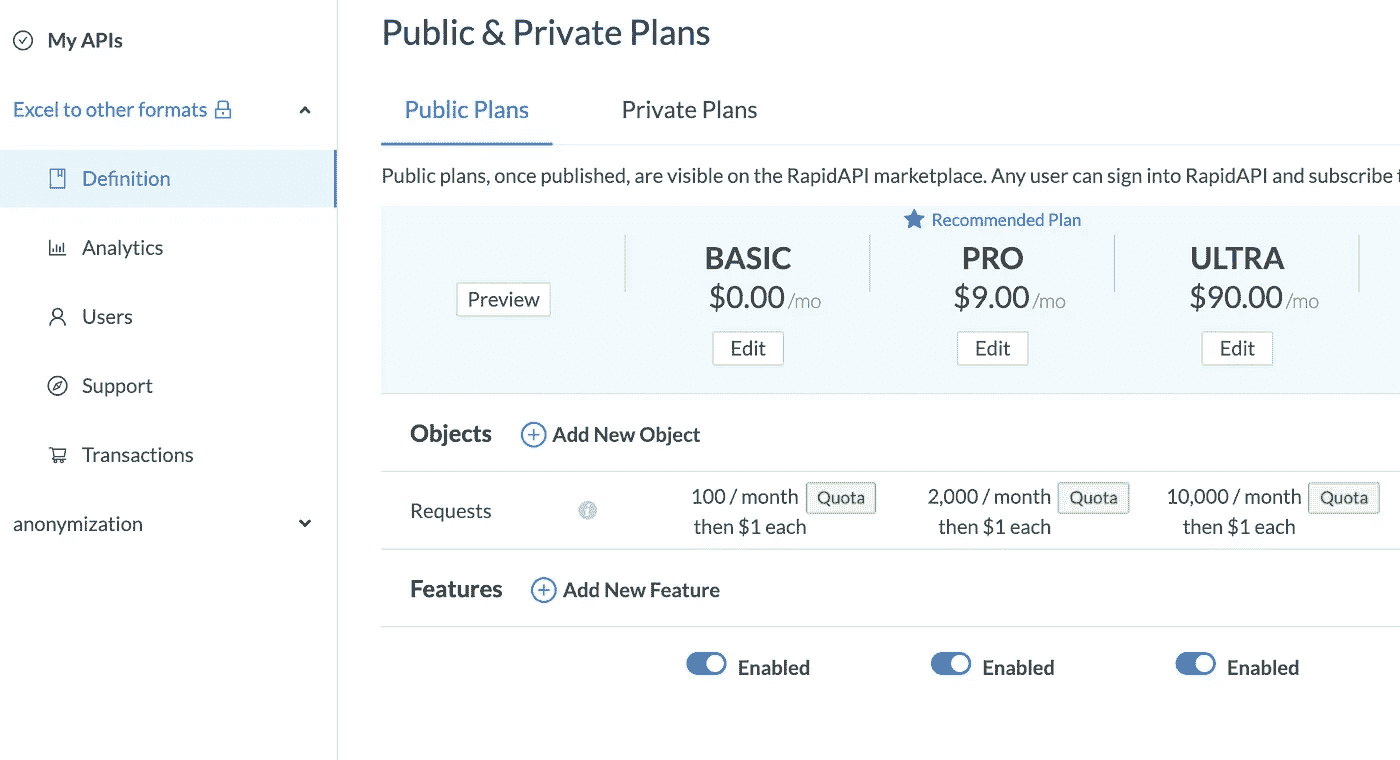 My APIs
Excel to other formats
Definition
Analytics
Users
Support
Transactions
anonymization
Public & Private Plans
Public Plans Private Plans
Public plans, once published, are visible on the RapidAPI marketplace. Any user can sign into RapidAPI and subscribe
Recommended Plan
Preview
BASIC
$0.00 /mo
Edit
PRO
$9.00 /mo
Edit
ULTRA
$90.00 /mo
Edit
Objects Add New Object
Requests
100 / month Quota
then $1 each
2,000 / month Quota
then $1 each
10,000 / month Quota
then $1 each
Features Add New Feature
Enabled Enabled Enabled